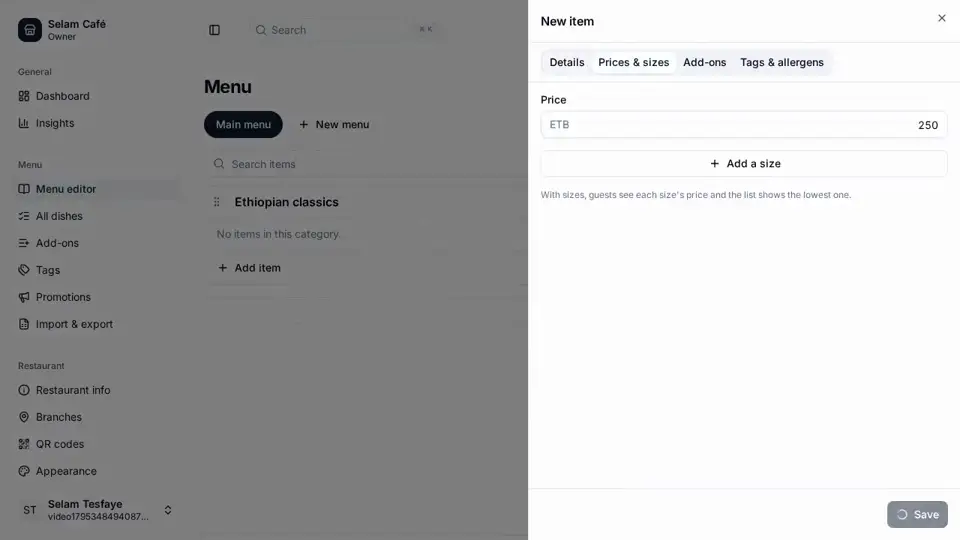 Selam Café
Owner
Search
⌘ K
General
Dashboard
Insights
Menu
Menu editor
All dishes
Add-ons
Tags
Promotions
Import & export
Restaurant
Restaurant info
Branches
QR codes
Appearance
ST
Selam Tesfaye
video1795348494087...
Menu
Main menu
New menu
Search items
Ethiopian classics
No items in this category.
Add item
New item
Details
Prices & sizes
Add-ons
Tags & allergens
Price
ETB 250
Add a size
With sizes, guests see each size's price and the list shows the lowest one.
Save